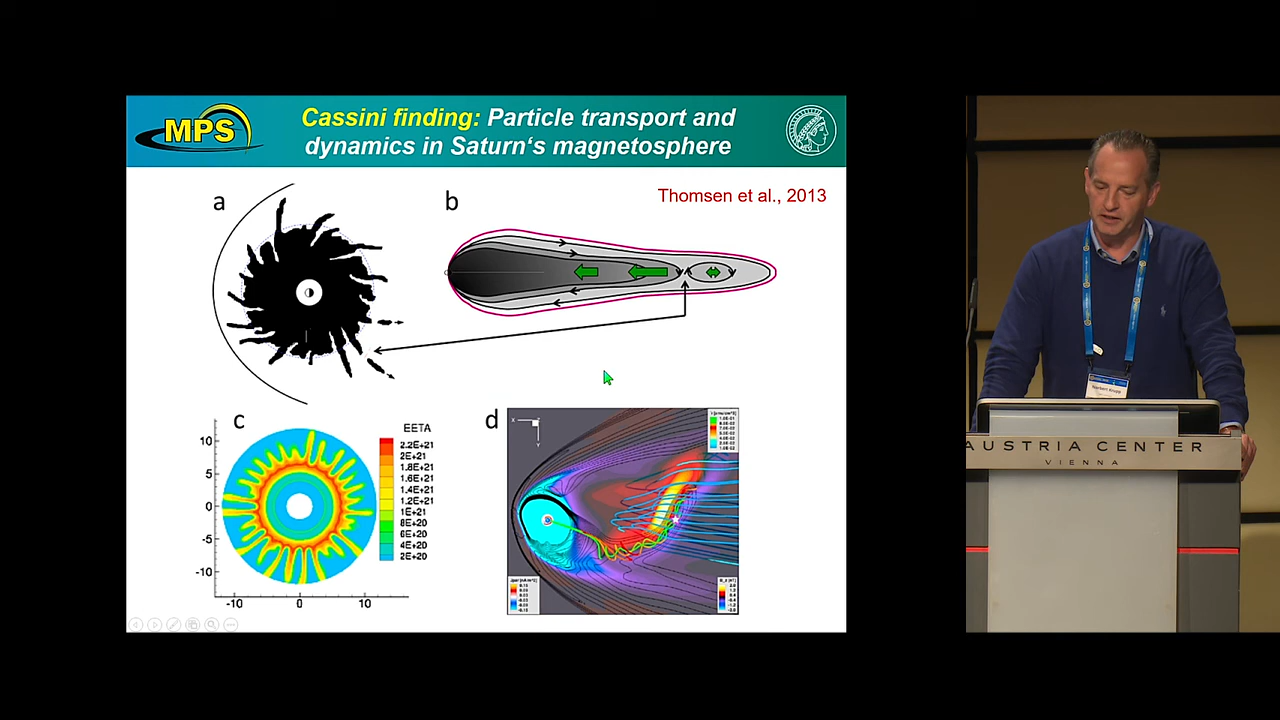 MPS
Cassini finding: Particle transport and
dynamics in Saturn‘s magnetosphere
a
b
Thomsen et al., 2013
c
EETA
2.2E+21
2E+21
1.8E+21
1.6E+21
1.4E+21
1.2E+21
1E+21
8E+20
6E+20
4E+20
2E+20
10
5
0
-5
-10
-10
0
10
d
Norbert Krupp
AUSTRIA CENTER
VIENNA